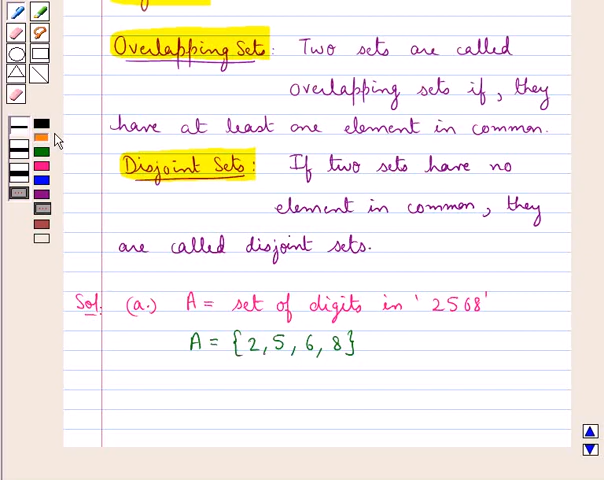 Overlapping Sets: Two sets are called
overlapping sets if, they
have at least one element in common.
Disjoint Sets: If two sets have no
element in common, they
are called disjoint sets.
Sol. (a.) A = set of digits in '2568'
A = {2, 5, 6, 8}